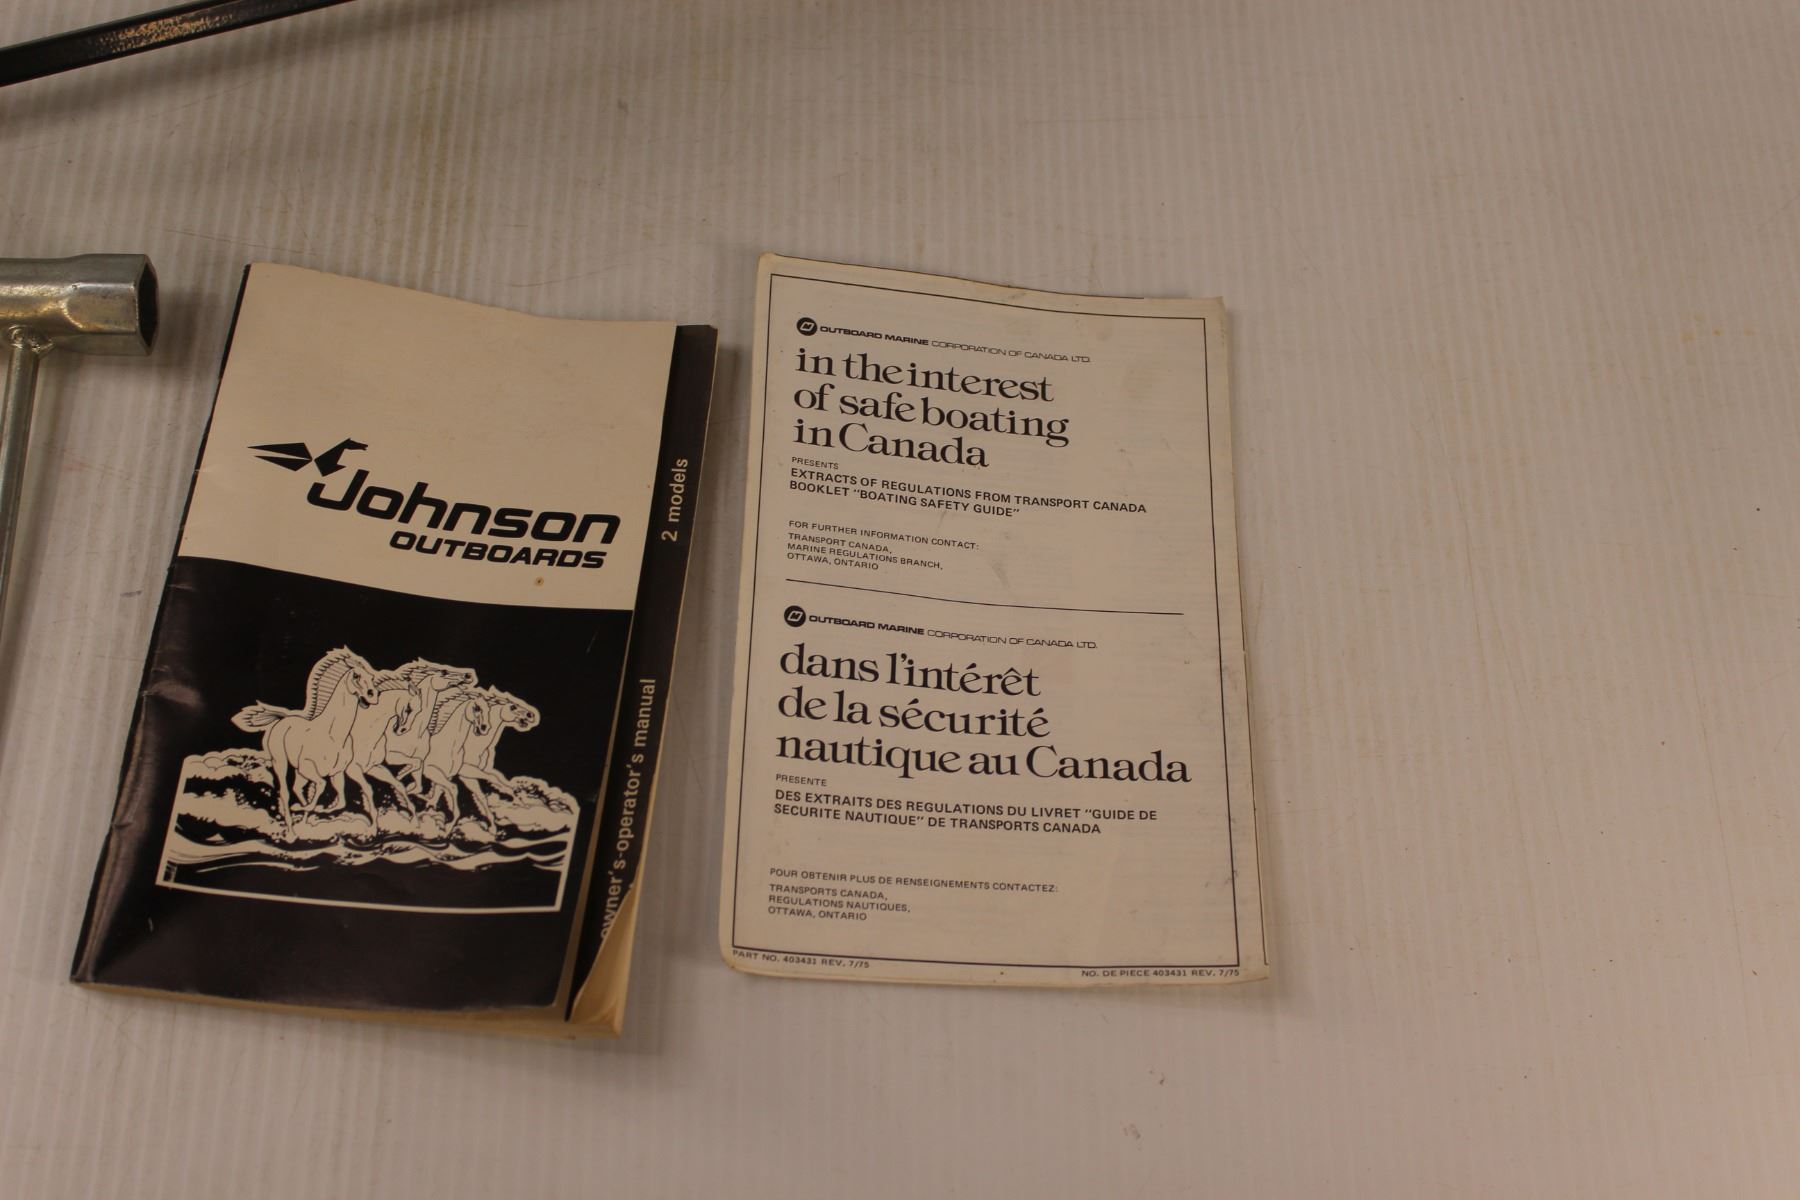 Johnson
OUTBOARDS
2 models
owner's-operator's manual
OUTBOARD MARINE CORPORATION OF CANADA LTD.
in the interest
of safe boating
in Canada
PRESENTS
EXTRACTS OF REGULATIONS FROM TRANSPORT CANADA
BOOKLET "BOATING SAFETY GUIDE"
FOR FURTHER INFORMATION CONTACT:
TRANSPORT CANADA,
MARINE REGULATIONS BRANCH,
OTTAWA, ONTARIO
OUTBOARD MARINE CORPORATION OF CANADA LTD.
dans l'intérêt
de la sécurité
nautique au Canada
PRESENTE
DES EXTRAITS DES REGULATIONS DU LIVRET "GUIDE DE
SECURITE NAUTIQUE" DE TRANSPORTS CANADA
POUR OBTENIR PLUS DE RENSEIGNEMENTS CONTACTEZ:
TRANSPORTS CANADA,
REGULATIONS NAUTIQUES,
OTTAWA, ONTARIO
PART NO. 403431 REV. 7/75
NO. DE PIECE 403431 REV. 7/75